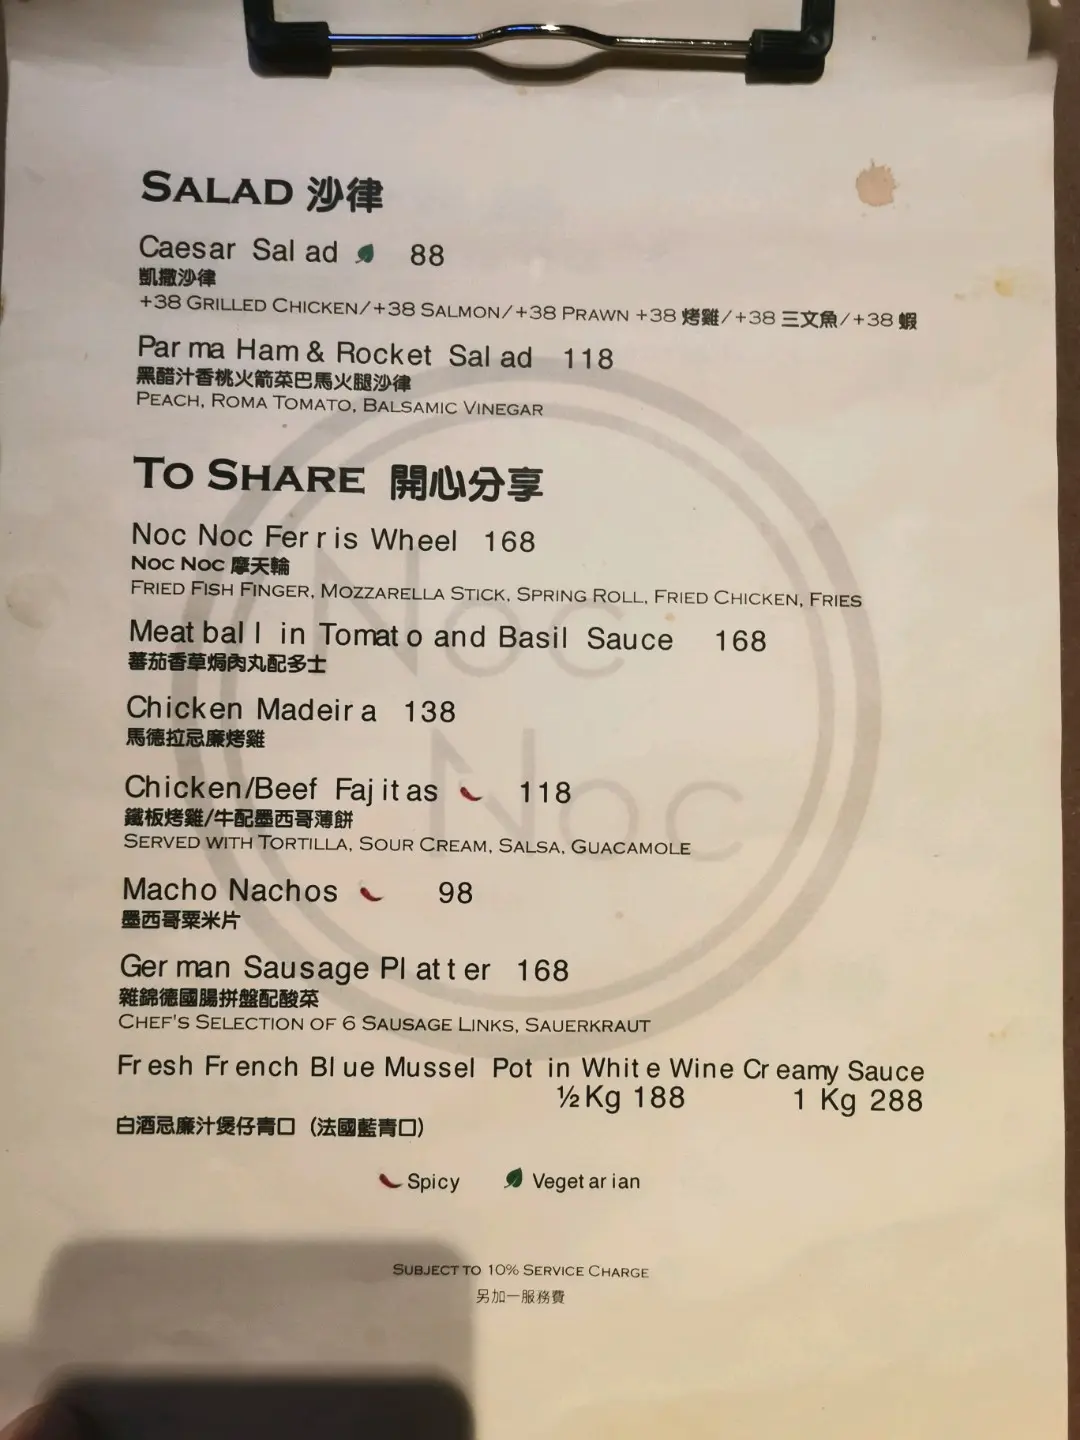 SALAD 沙律
Caesar Salad 88
凱撒沙律
+38 GRILLED CHICKEN/+38 SALMON/+38 PRAWN +38 烤雞/+38 三文魚/+38 蝦
Parma Ham & Rocket Salad 118
黑醋汁香桃火箭菜巴馬火腿沙律
PEACH, ROMA TOMATO, BALSAMIC VINEGAR
TO SHARE 開心分享
Noc Noc Ferris Wheel 168
NOC NOC 摩天輪
FRIED FISH FINGER, MOZZARELLA STICK, SPRING ROLL, FRIED CHICKEN, FRIES
Meatball in Tomato and Basil Sauce 168
蕃茄香草焗肉丸配多士
Chicken Madeira 138
馬德拉忌廉烤雞
Chicken/Beef Fajitas 118
鐵板烤雞/牛配墨西哥薄餅
SERVED WITH TORTILLA, SOUR CREAM, SALSA, GUACAMOLE
Macho Nachos 98
墨西哥粟米片
German Sausage Platter 168
雜錦德國腸拼盤配酸菜
CHEF'S SELECTION OF 6 SAUSAGE LINKS, SAUERKRAUT
Fresh French Blue Mussel Pot in White Wine Creamy Sauce
½ Kg 188 1 Kg 288
白酒忌廉汁煲仔青口 (法國藍青口)
Spicy Vegetarian
SUBJECT TO 10% SERVICE CHARGE
另加一服務費
NOC
NOC